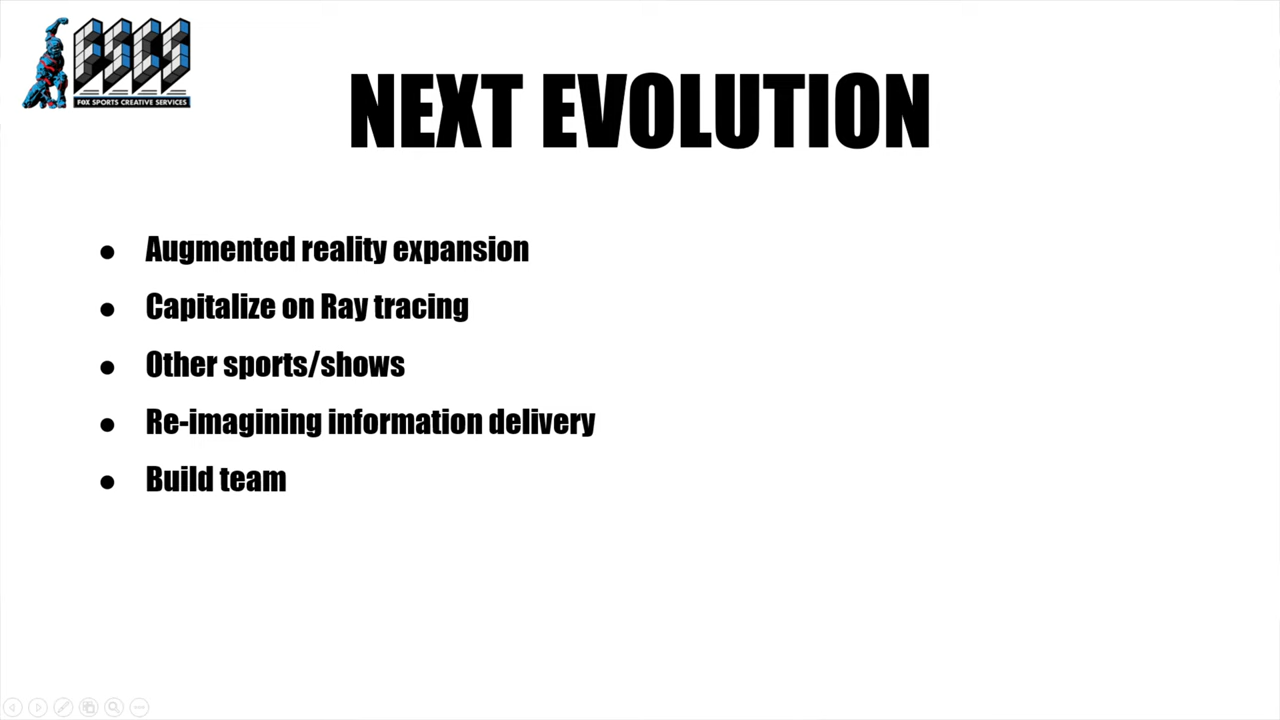 FSCS
FOX SPORTS CREATIVE SERVICES
NEXT EVOLUTION
● Augmented reality expansion
● Capitalize on Ray tracing
● Other sports/shows
● Re-imagining information delivery
● Build team